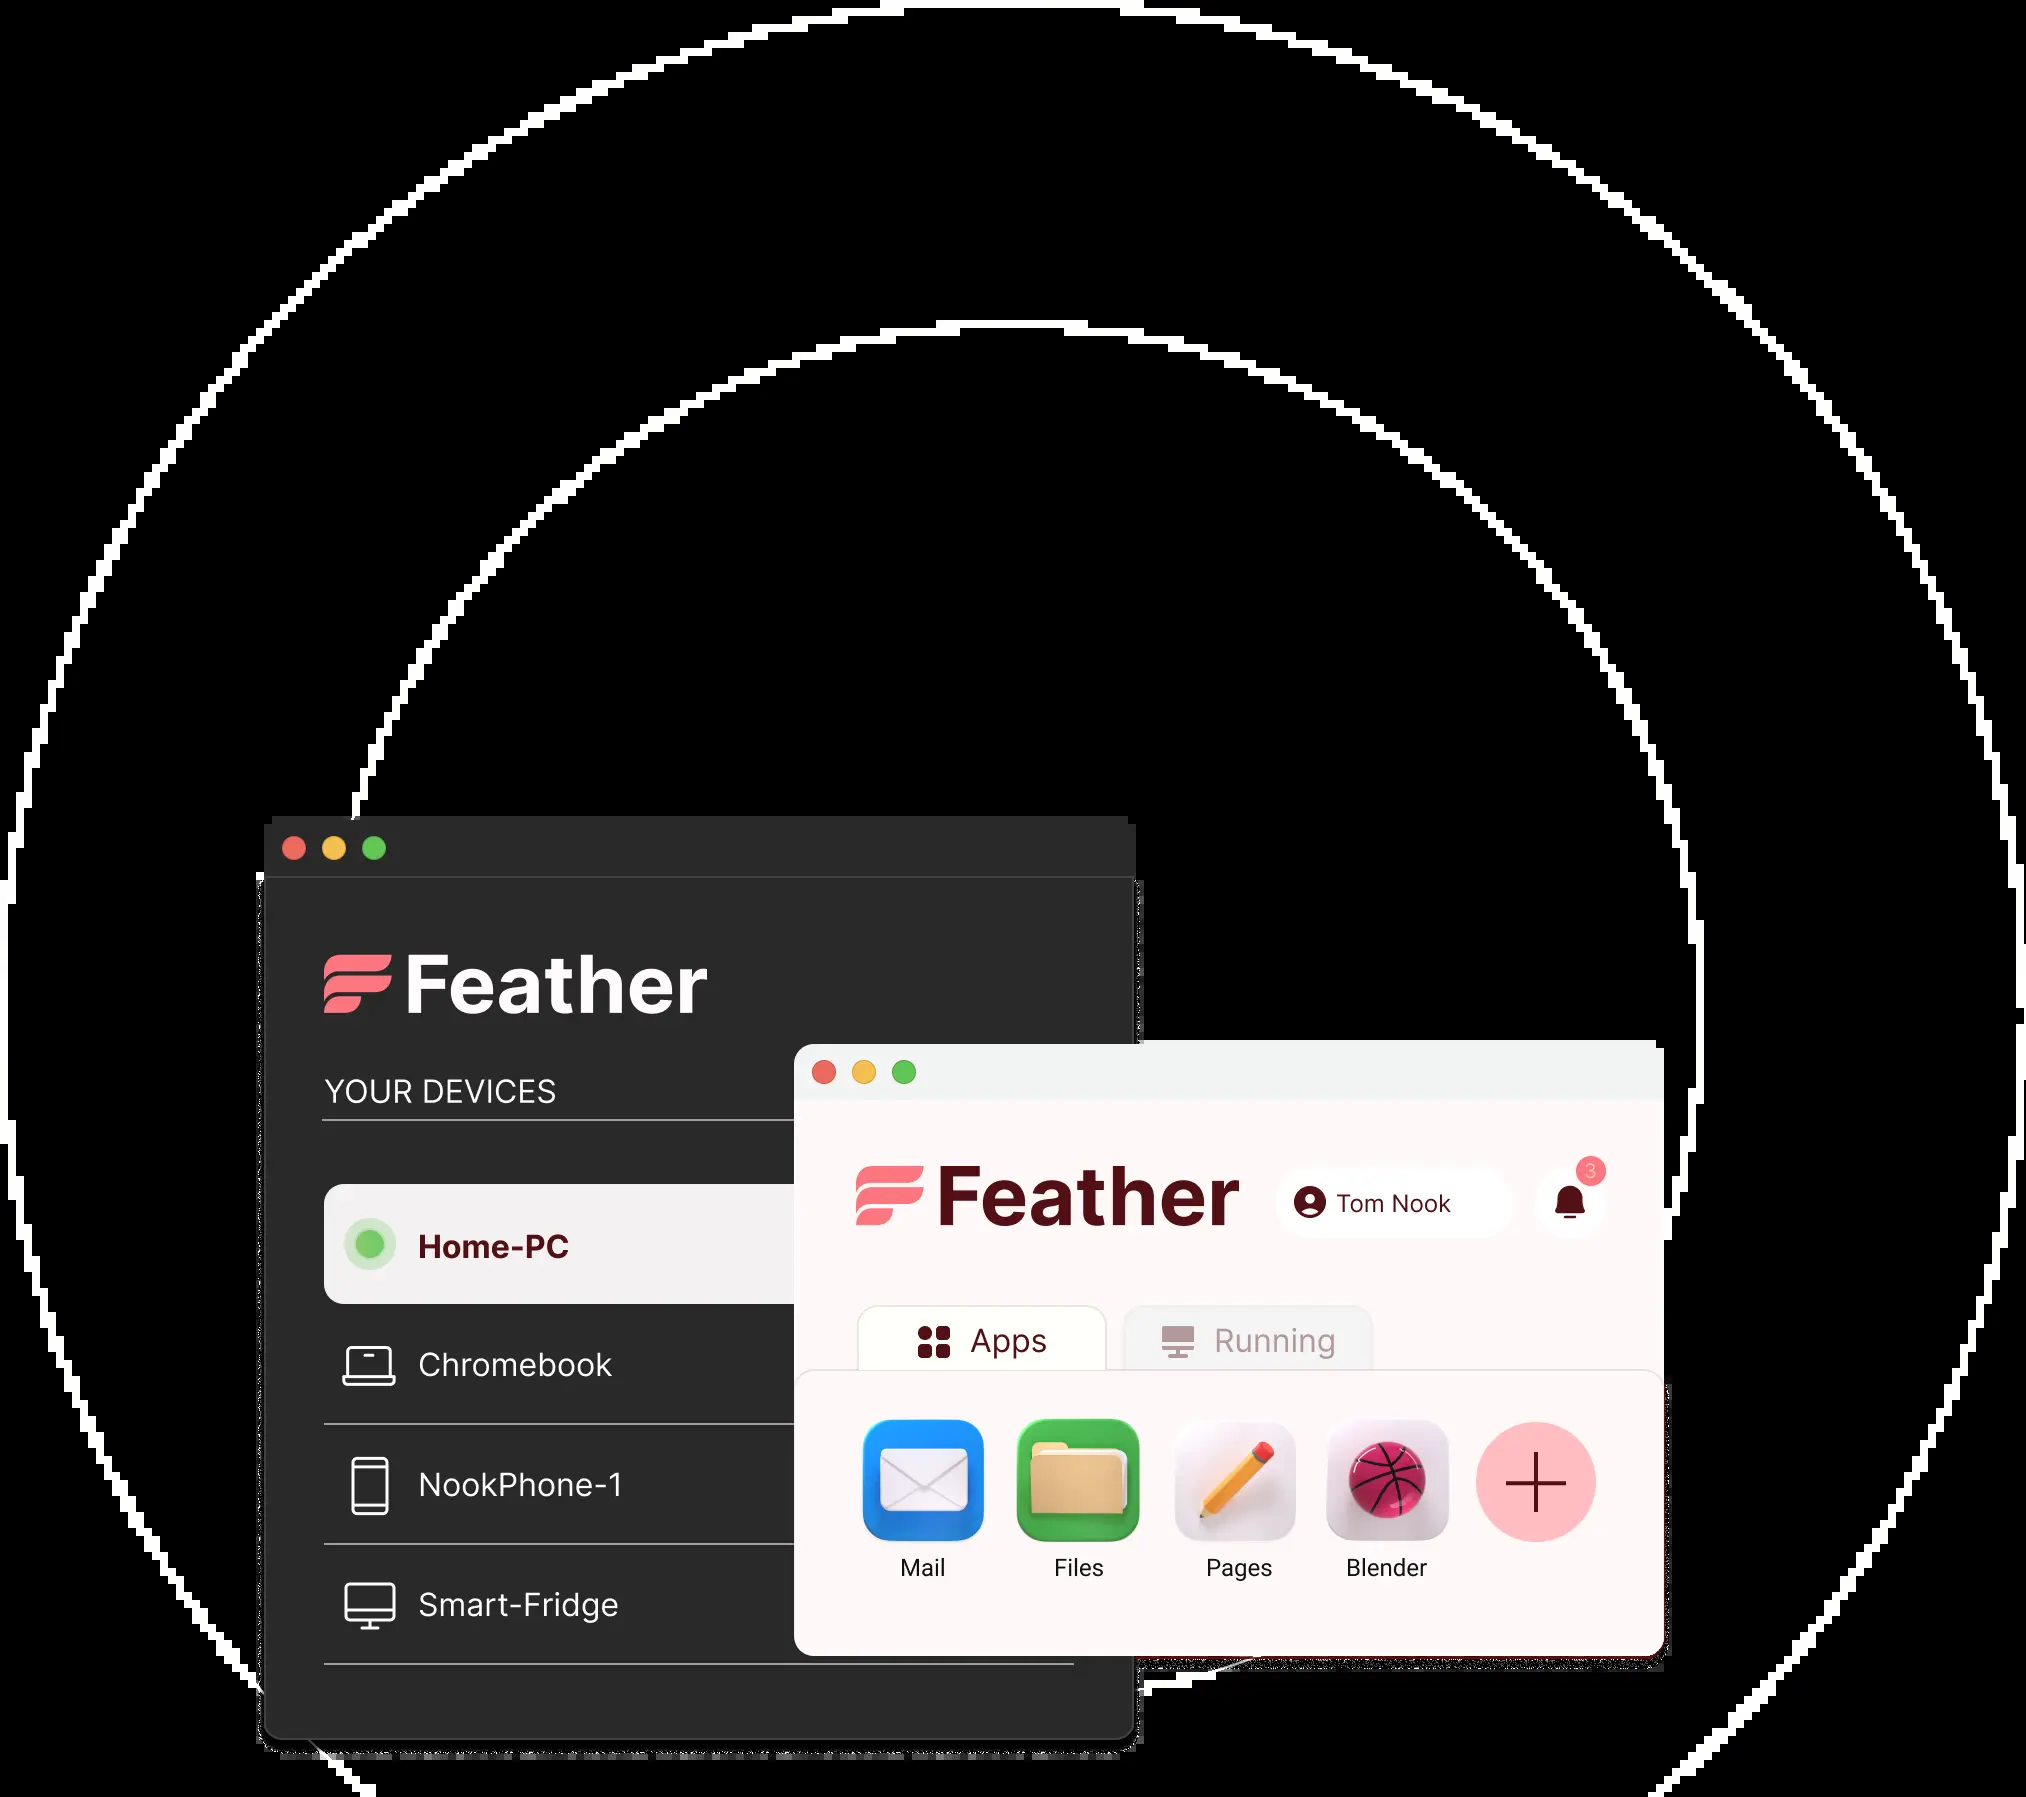 Feather
YOUR DEVICES
Home-PC
Chromebook
NookPhone-1
Smart-Fridge
Feather
Tom Nook
3
Apps
Running
Mail
Files
Pages
Blender